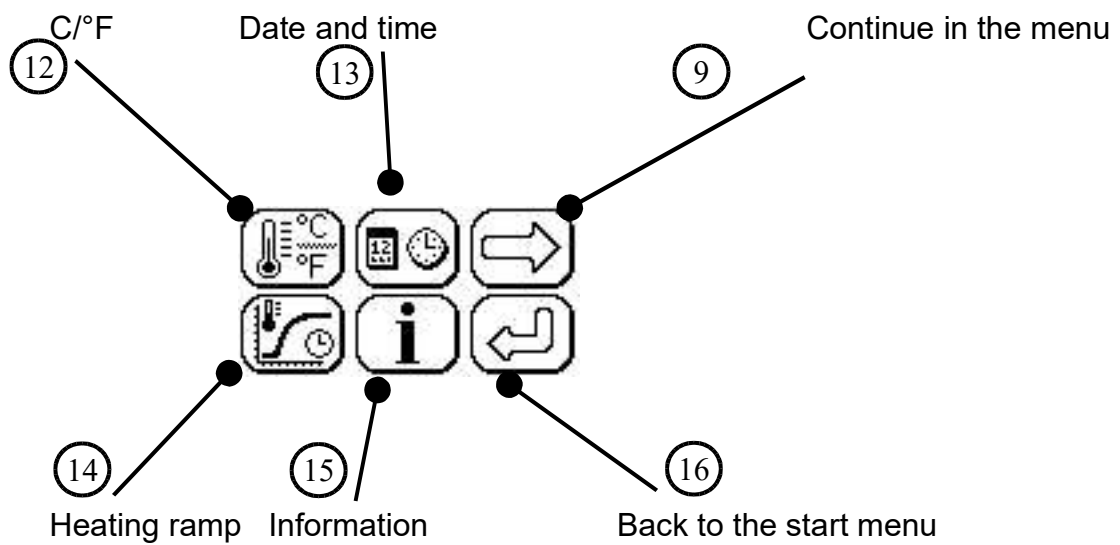 C/°F
Date and time
Continue in the menu
12
13
9
°C
°F
12
i
14
15
16
Heating ramp
Information
Back to the start menu